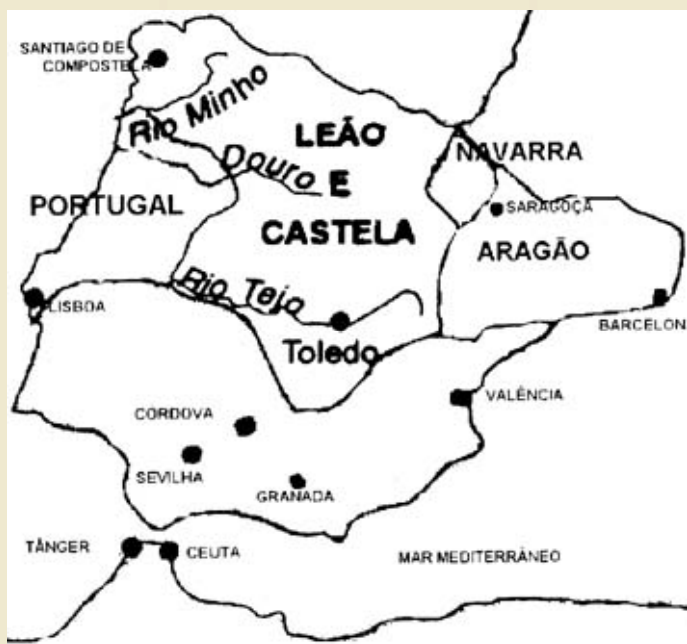 SANTIAGO DE
COMPOSTELA
Rio Minho
LEÃO
E
CASTELA
Douro
NAVARRA
PORTUGAL
SARAGOÇA
ARAGÃO
Rio Tejo
LISBOA
BARCELON
Toledo
VALÊNCIA
CÓRDOVA
SEVILHA
GRANADA
TÂNGER
CEUTA
MAR MEDITERRÂNEO